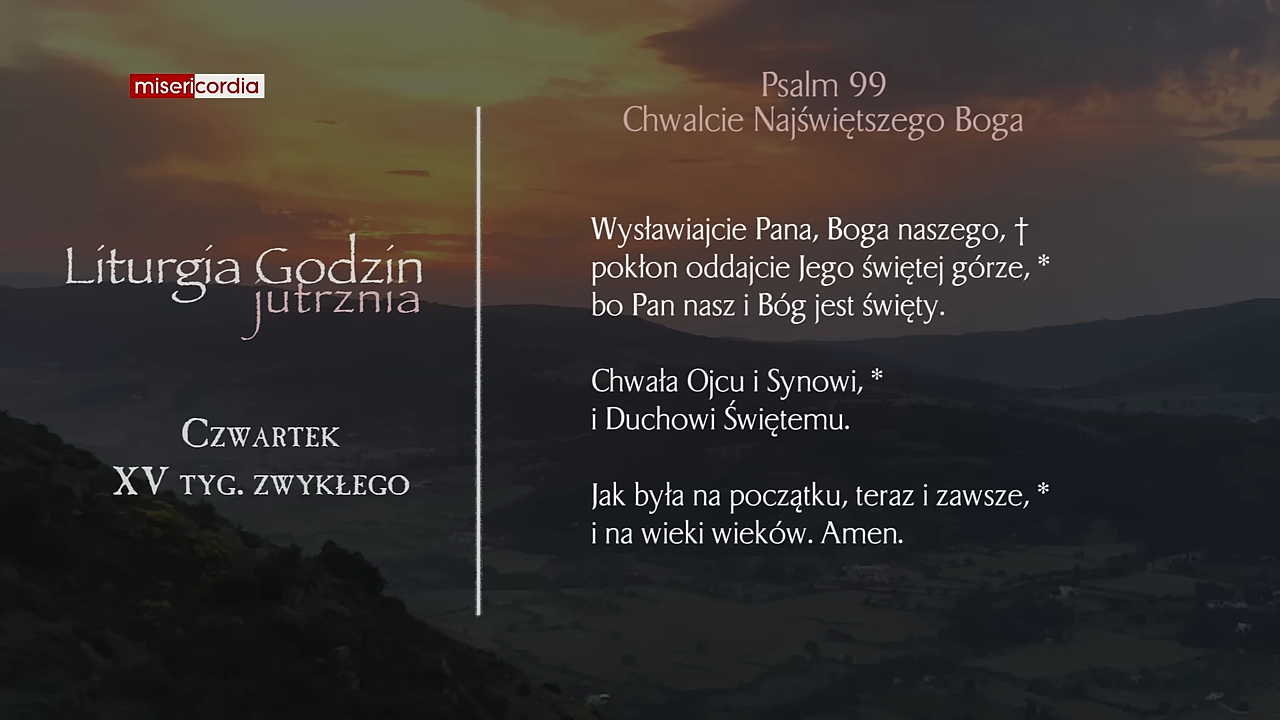 misericordia
Liturgia Godzin
jutrznia
Czwartek
XV tyg. zwykłego
Psalm 99
Chwalcie Najświętszego Boga
Wysławiajcie Pana, Boga naszego, †
pokłon oddajcie Jego świętej górze, *
bo Pan nasz i Bóg jest święty.
Chwała Ojcu i Synowi, *
i Duchowi Świętemu.
Jak była na początku, teraz i zawsze, *
i na wieki wieków. Amen.